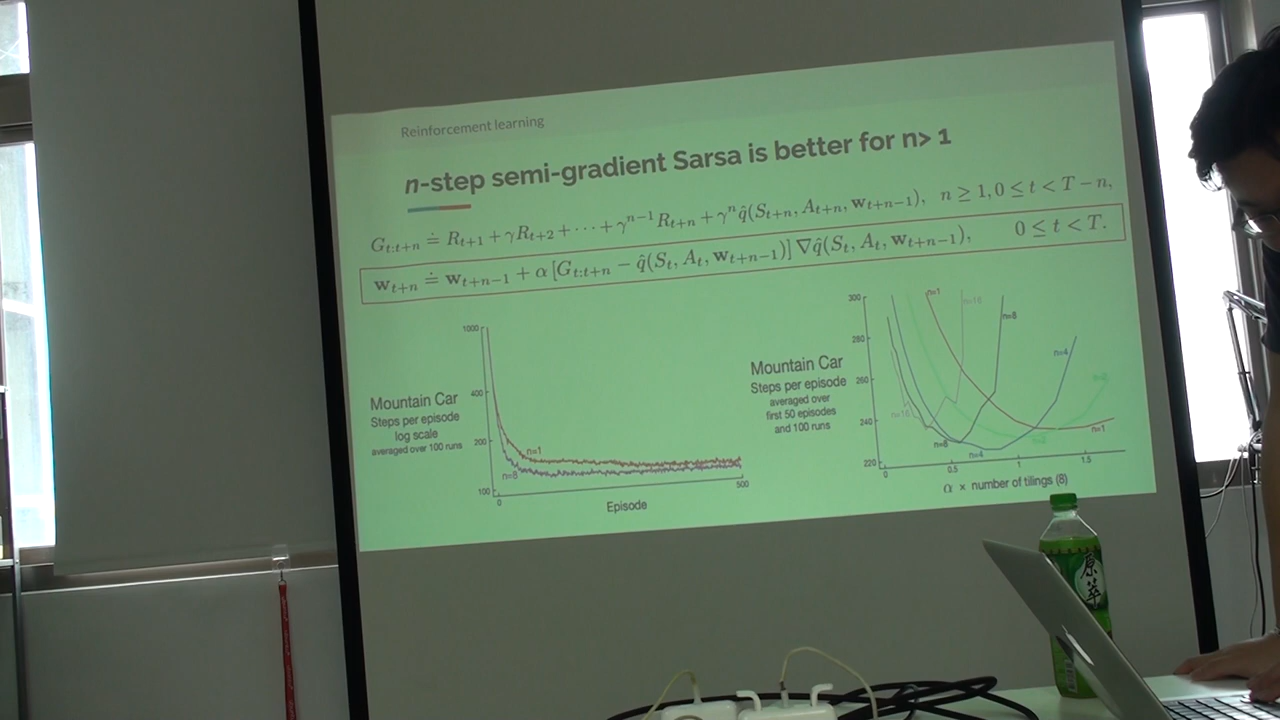 Reinforcement learning
n-step semi-gradient Sarsa is better for n> 1
G_{t:t+n} ≐ R_{t+1} + γR_{t+2} + ··· + γ^{n−1}R_{t+n} + γ^n q̂(S_{t+n}, A_{t+n}, w_{t+n−1}), n ≥ 1, 0 ≤ t < T − n,
w_{t+n} ≐ w_{t+n−1} + α [G_{t:t+n} − q̂(S_t, A_t, w_{t+n−1})] ∇q̂(S_t, A_t, w_{t+n−1}), 0 ≤ t < T.
Mountain Car
Steps per episode
log scale
averaged over 100 runs
1000
400
200
100
n=1
n=8
0
500
Episode
Mountain Car
Steps per episode
averaged over
first 50 episodes
and 100 runs
300
280
260
240
220
n=1
n=16
n=8
n=4
n=2
n=16
n=8
n=4
n=2
n=1
0
0.5
1
1.5
α × number of tilings (8)
原
萃